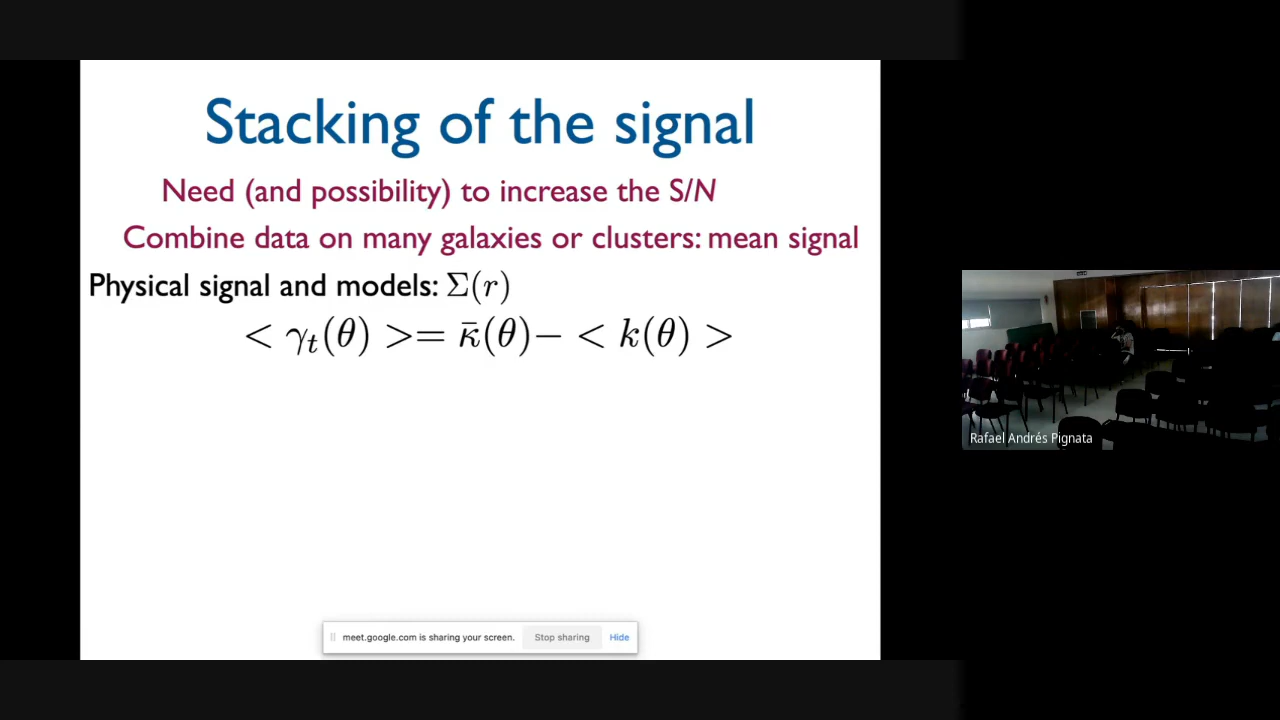 Stacking of the signal
Need (and possibility) to increase the S/N
Combine data on many galaxies or clusters: mean signal
Physical signal and models: Σ(r)
< γₜ(θ) >= κ̄(θ)− < k(θ) >
meet.google.com is sharing your screen. Stop sharing Hide
Rafael Andrés Pignata